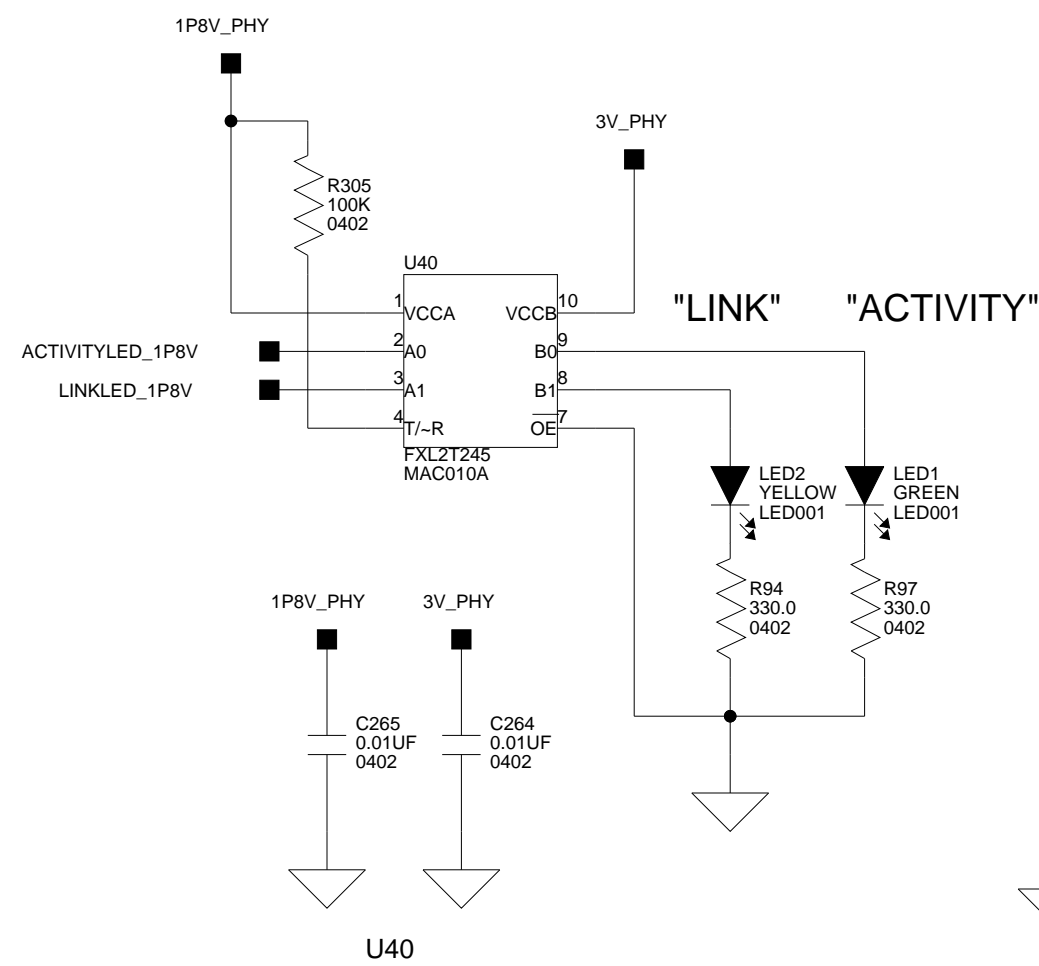 1P8V_PHY
3V_PHY
R305
100K
0402
U40
"LINK" "ACTIVITY"
1 VCCA
VCCB 10
ACTIVITYLED_1P8V
2 A0
B0 9
LINKLED_1P8V
3 A1
B1 8
4 T/~R
OE 7
FXL2T245
MAC010A
LED2
YELLOW
LED001
LED1
GREEN
LED001
R94
330.0
0402
R97
330.0
0402
1P8V_PHY
3V_PHY
C265
0.01UF
0402
C264
0.01UF
0402
U40